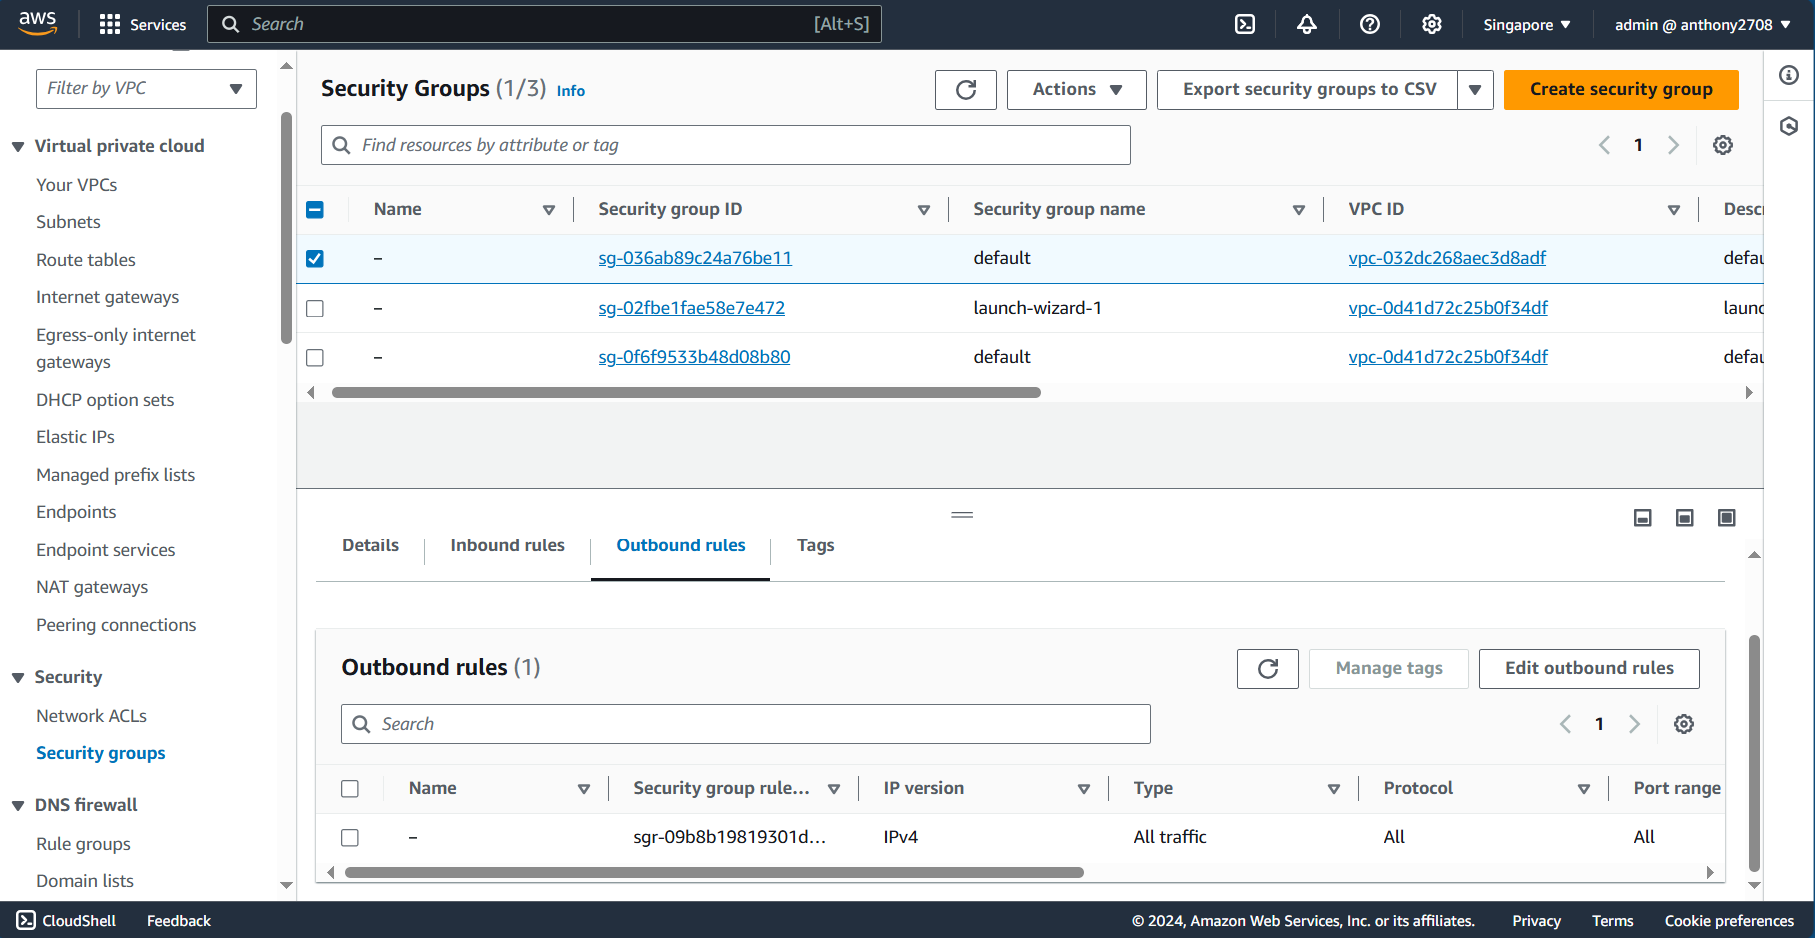 aws
Services
Search
[Alt+S]
Singapore
admin @ anthony2708
Filter by VPC
Virtual private cloud
Your VPCs
Subnets
Route tables
Internet gateways
Egress-only internet
gateways
DHCP option sets
Elastic IPs
Managed prefix lists
Endpoints
Endpoint services
NAT gateways
Peering connections
Security
Network ACLs
Security groups
DNS firewall
Rule groups
Domain lists
Security Groups (1/3) Info
Actions
Export security groups to CSV
Create security group
Find resources by attribute or tag
1
Name Security group ID Security group name VPC ID Desc
– sg-036ab89c24a76be11 default vpc-032dc268aec3d8adf defau
– sg-02fbe1fae58e7e472 launch-wizard-1 vpc-0d41d72c25b0f34df launc
– sg-0f6f9533b48d08b80 default vpc-0d41d72c25b0f34df defau
Details Inbound rules Outbound rules Tags
Outbound rules (1)
Manage tags
Edit outbound rules
Search
1
Name Security group rule... IP version Type Protocol Port range
– sgr-09b8b19819301d... IPv4 All traffic All All
CloudShell Feedback © 2024, Amazon Web Services, Inc. or its affiliates. Privacy Terms Cookie preferences